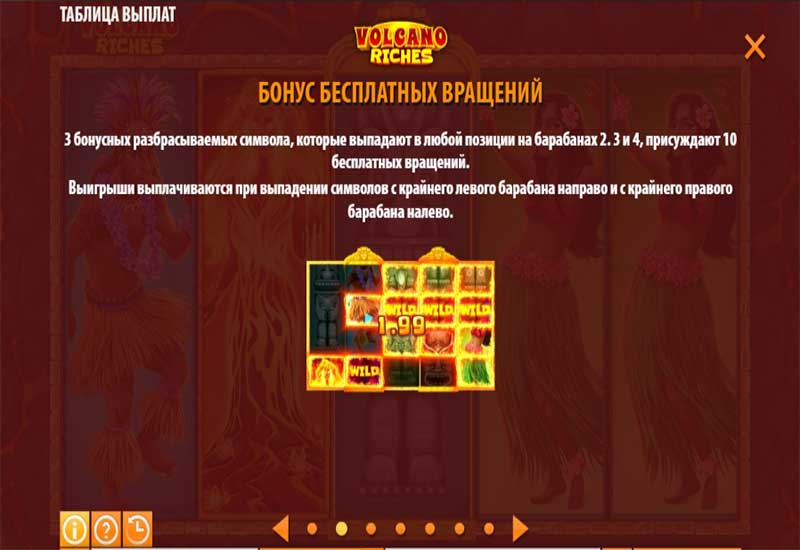 ТАБЛИЦА ВЫПЛАТ
VOLCANO
RICHES
VOLCANO
RICHES
БОНУС БЕСПЛАТНЫХ ВРАЩЕНИЙ
3 бонусных разбрасываемых символа, которые выпадают в любой позиции на барабанах 2. 3 и 4, присуждают 10
бесплатных вращений.
Выигрыши выплачиваются при выпадении символов с крайнего левого барабана направо и с крайнего правого
барабана налево.
WILD WILD WILD
1.99
WILD